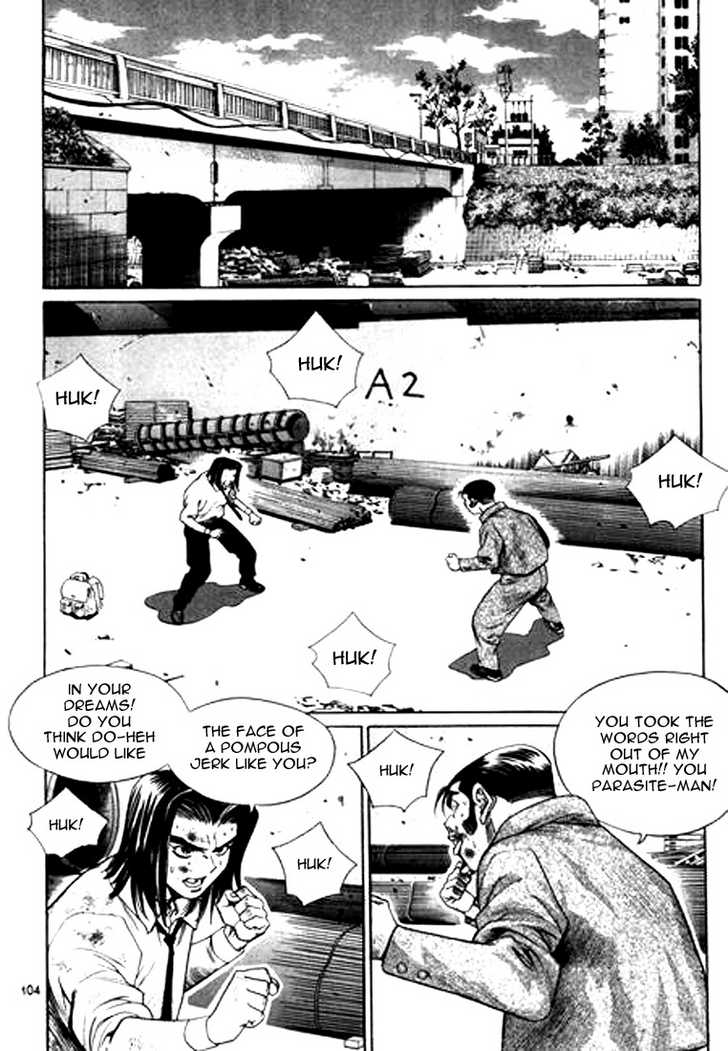 HUK!
HUK!
A2
HUK!
HUK!
IN YOUR
DREAMS!
DO YOU
THINK DO-HEH
WOULD LIKE
THE FACE OF
A POMPOUS
JERK LIKE YOU?
HUK!
HUK!
HUK!
YOU TOOK THE
WORDS RIGHT
OUT OF MY
MOUTH!! YOU
PARASITE-MAN!
104